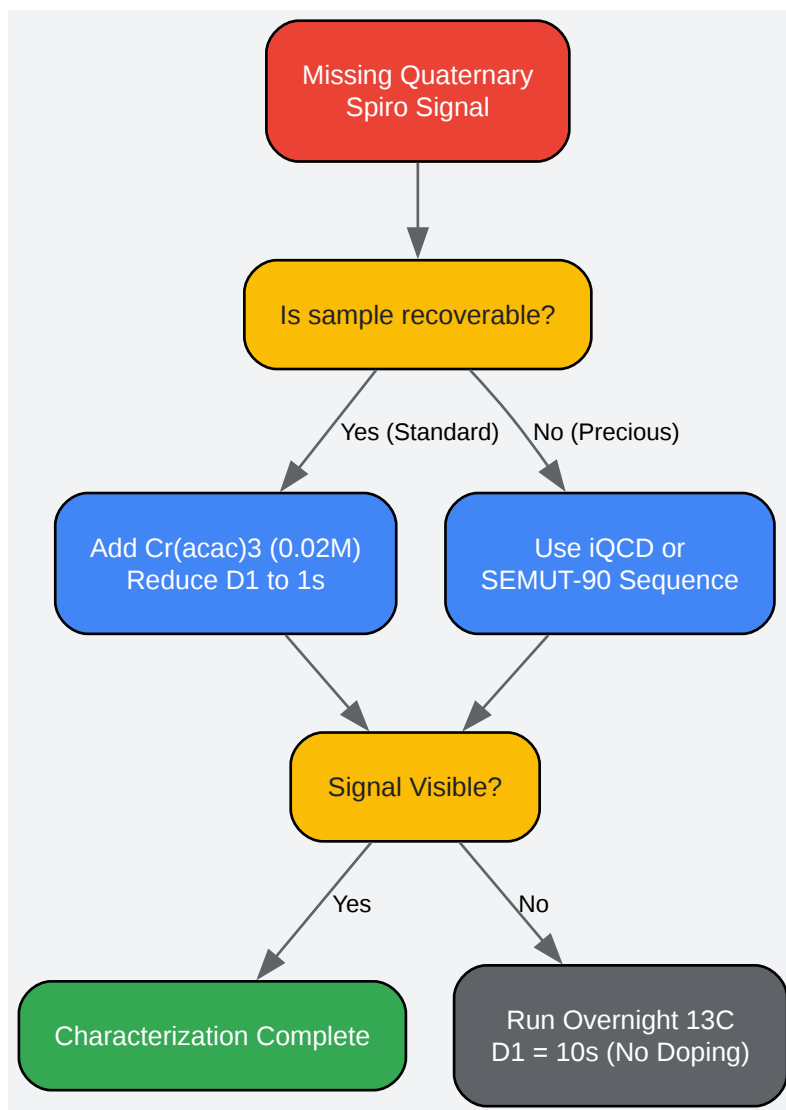 Missing Quaternary
Spiro Signal
Is sample recoverable?
Yes (Standard)
No (Precious)
Add Cr(acac)3 (0.02M)
Reduce D1 to 1s
Use iQCD or
SEMUT-90 Sequence
Signal Visible?
Yes
No
Characterization Complete
Run Overnight 13C
D1 = 10s (No Doping)